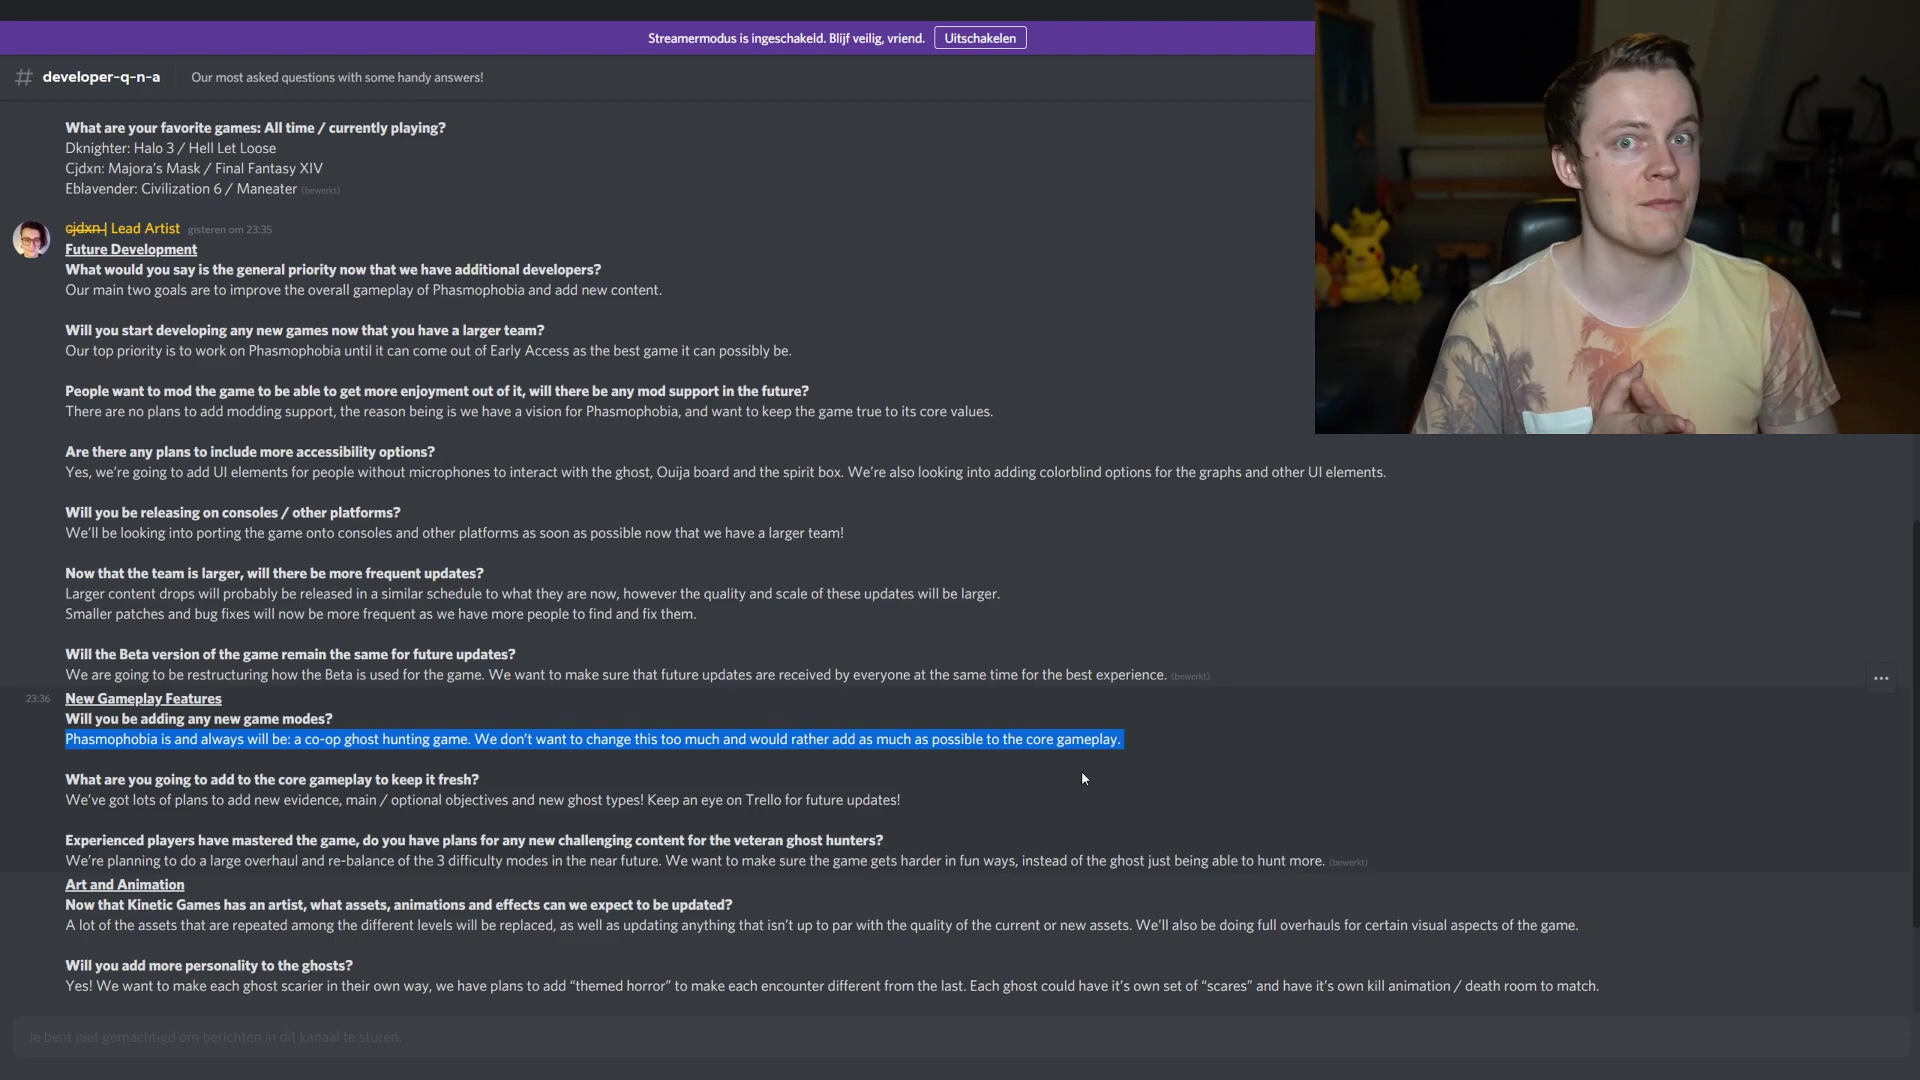 Streamermodus is ingeschakeld. Blijf veilig, vriend. Uitschakelen
# developer-q-n-a Our most asked questions with some handy answers!
What are your favorite games: All time / currently playing?
Dknighter: Halo 3 / Hell Let Loose
Cjdxn: Majora's Mask / Final Fantasy XIV
Eblavender: Civilization 6 / Maneater (bewerkt)
cjdxn | Lead Artist gisteren om 23:35
Future Development
What would you say is the general priority now that we have additional developers?
Our main two goals are to improve the overall gameplay of Phasmophobia and add new content.
Will you start developing any new games now that you have a larger team?
Our top priority is to work on Phasmophobia until it can come out of Early Access as the best game it can possibly be.
People want to mod the game to be able to get more enjoyment out of it, will there be any mod support in the future?
There are no plans to add modding support, the reason being is we have a vision for Phasmophobia, and want to keep the game true to its core values.
Are there any plans to include more accessibility options?
Yes, we're going to add UI elements for people without microphones to interact with the ghost, Ouija board and the spirit box. We're also looking into adding colorblind options for the graphs and other UI elements.
Will you be releasing on consoles / other platforms?
We'll be looking into porting the game onto consoles and other platforms as soon as possible now that we have a larger team!
Now that the team is larger, will there be more frequent updates?
Larger content drops will probably be released in a similar schedule to what they are now, however the quality and scale of these updates will be larger.
Smaller patches and bug fixes will now be more frequent as we have more people to find and fix them.
Will the Beta version of the game remain the same for future updates?
We are going to be restructuring how the Beta is used for the game. We want to make sure that future updates are received by everyone at the same time for the best experience. (bewerkt)
23:36 New Gameplay Features
Will you be adding any new game modes?
Phasmophobia is and always will be: a co-op ghost hunting game. We don't want to change this too much and would rather add as much as possible to the core gameplay.
What are you going to add to the core gameplay to keep it fresh?
We've got lots of plans to add new evidence, main / optional objectives and new ghost types! Keep an eye on Trello for future updates!
Experienced players have mastered the game, do you have plans for any new challenging content for the veteran ghost hunters?
We're planning to do a large overhaul and re-balance of the 3 difficulty modes in the near future. We want to make sure the game gets harder in fun ways, instead of the ghost just being able to hunt more. (bewerkt)
Art and Animation
Now that Kinetic Games has an artist, what assets, animations and effects can we expect to be updated?
A lot of the assets that are repeated among the different levels will be replaced, as well as updating anything that isn't up to par with the quality of the current or new assets. We'll also be doing full overhauls for certain visual aspects of the game.
Will you add more personality to the ghosts?
Yes! We want to make each ghost scarier in their own way, we have plans to add “themed horror” to make each encounter different from the last. Each ghost could have it's own set of “scares” and have it's own kill animation / death room to match.
Je bent niet gemachtigd om berichten in dit kanaal te sturen.